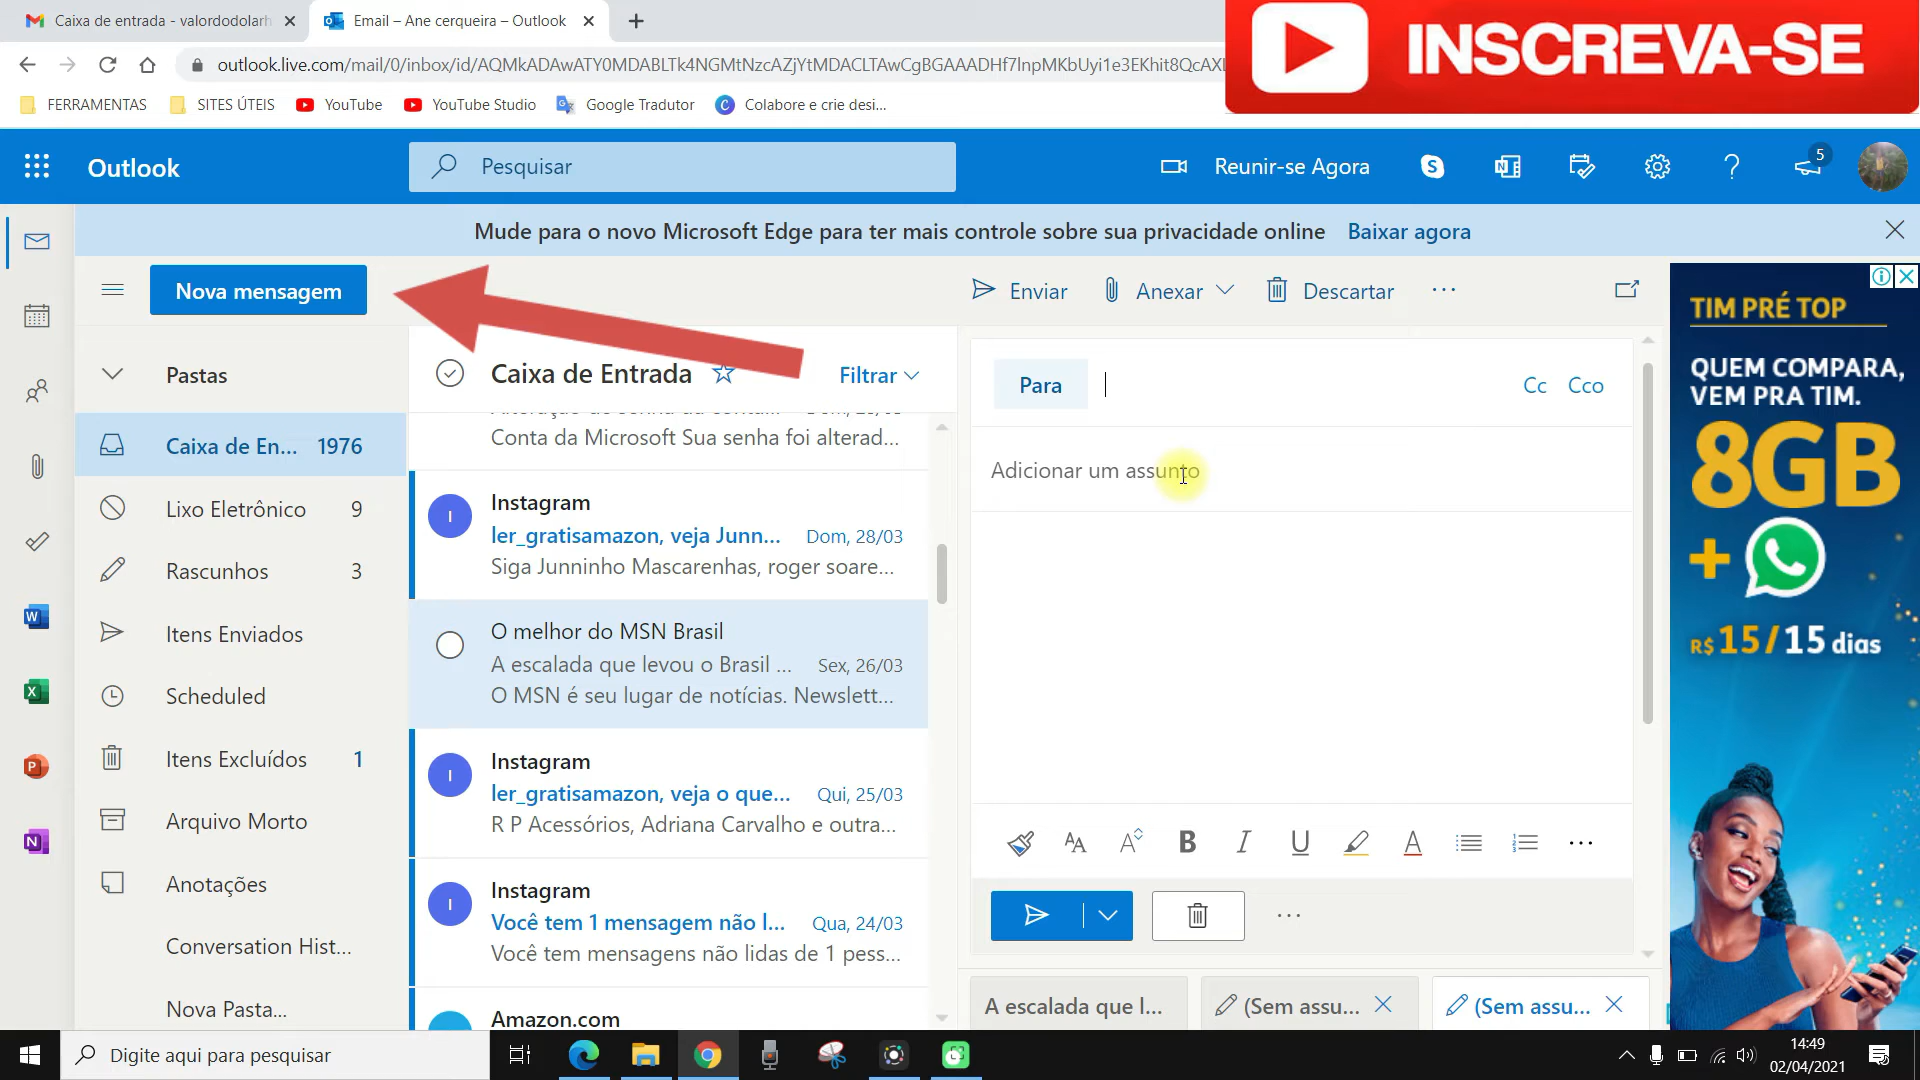 Caixa de entrada - valordodolarh
Email – Ane cerqueira – Outlook
INSCREVA-SE
outlook.live.com/mail/0/inbox/id/
FERRAMENTAS
SITES ÚTEIS
YouTube
YouTube Studio
Google Tradutor
Colabore e crie desi...
Outlook
Pesquisar
Reunir-se Agora
5
Mude para o novo Microsoft Edge para ter mais controle sobre sua privacidade online
Baixar agora
Nova mensagem
Enviar
Anexar
Descartar
Pastas
Caixa de En... 1976
Lixo Eletrônico 9
Rascunhos 3
Itens Enviados
Scheduled
Itens Excluídos 1
Arquivo Morto
Anotações
Conversation Hist...
Nova Pasta...
Caixa de Entrada
Filtrar
Conta da Microsoft Sua senha foi alterad...
Instagram
ler_gratisamazon, veja Junn... Dom, 28/03
Siga Junninho Mascarenhas, roger soare...
O melhor do MSN Brasil
A escalada que levou o Brasil ... Sex, 26/03
O MSN é seu lugar de notícias. Newslett...
Instagram
ler_gratisamazon, veja o que... Qui, 25/03
R P Acessórios, Adriana Carvalho e outra...
Instagram
Você tem 1 mensagem não l... Qua, 24/03
Você tem mensagens não lidas de 1 pess...
Amazon.com
Para
Cc Cco
Adicionar um assunto
A escalada que l...
(Sem assu...
(Sem assu...
TIM PRÉ TOP
QUEM COMPARA,
VEM PRA TIM.
8GB
+
R$ 15/15 dias
Digite aqui para pesquisar
14:49
02/04/2021